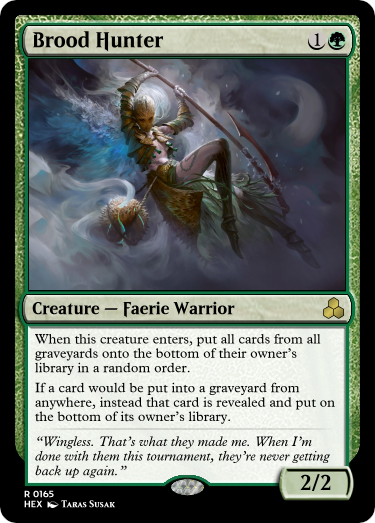 Brood Hunter
1
Creature — Faerie Warrior
When this creature enters, put all cards from all
graveyards onto the bottom of their owner's
library in a random order.
If a card would be put into a graveyard from
anywhere, instead that card is revealed and put on
the bottom of its owner's library.
“Wingless. That's what they made me. When I'm
done with them this tournament, they're never getting
back up again.”
2/2
R 0165
HEX Taras Susak